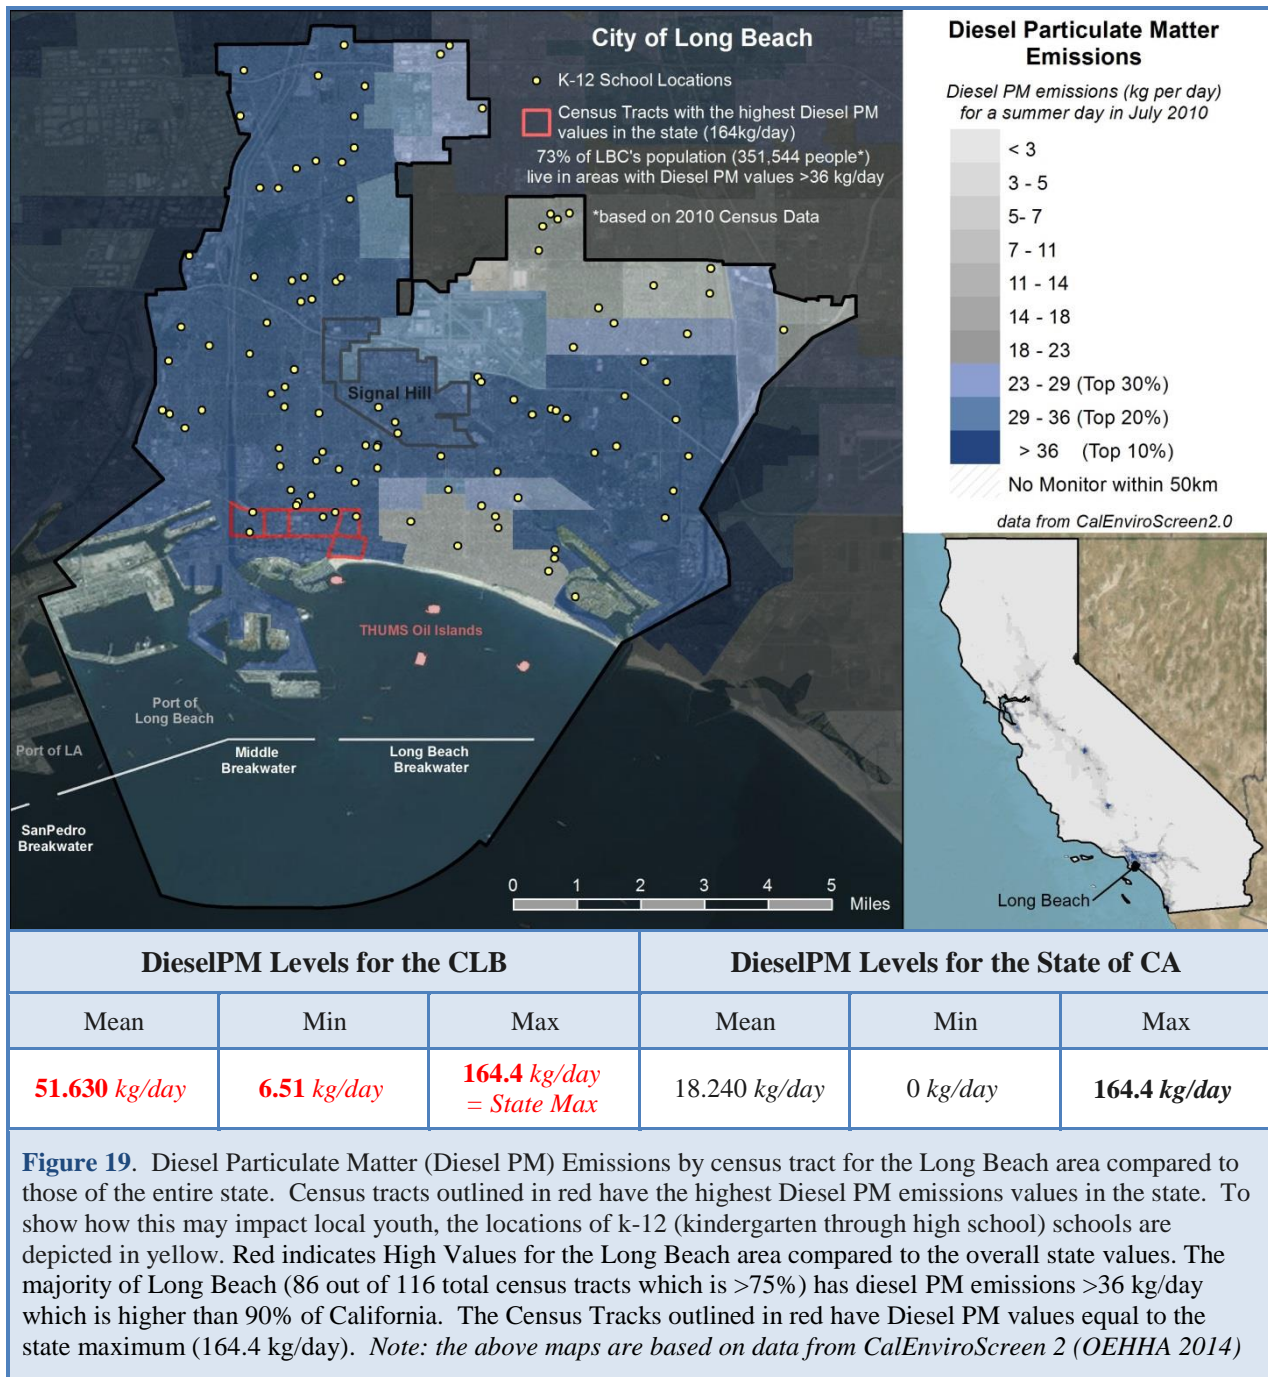 City of Long Beach
K-12 School Locations
Census Tracts with the highest Diesel PM
values in the state (164kg/day)
73% of LBC's population (351,544 people*)
live in areas with Diesel PM values >36 kg/day
*based on 2010 Census Data
Signal Hill
THUMS Oil Islands
Port of
Long Beach
Port of LA
Middle
Breakwater
Long Beach
Breakwater
SanPedro
Breakwater
0 1 2 3 4 5
Miles
Diesel Particulate Matter
Emissions
Diesel PM emissions (kg per day)
for a summer day in July 2010
< 3
3 - 5
5- 7
7 - 11
11 - 14
14 - 18
18 - 23
23 - 29 (Top 30%)
29 - 36 (Top 20%)
> 36 (Top 10%)
No Monitor within 50km
data from CalEnviroScreen2.0
Long Beach
DieselPM Levels for the CLB
DieselPM Levels for the State of CA
Mean Min Max Mean Min Max
51.630 kg/day
6.51 kg/day
164.4 kg/day
= State Max
18.240 kg/day
0 kg/day
164.4 kg/day
Figure 19. Diesel Particulate Matter (Diesel PM) Emissions by census tract for the Long Beach area compared to
those of the entire state. Census tracts outlined in red have the highest Diesel PM emissions values in the state. To
show how this may impact local youth, the locations of k-12 (kindergarten through high school) schools are
depicted in yellow. Red indicates High Values for the Long Beach area compared to the overall state values. The
majority of Long Beach (86 out of 116 total census tracts which is >75%) has diesel PM emissions >36 kg/day
which is higher than 90% of California. The Census Tracks outlined in red have Diesel PM values equal to the
state maximum (164.4 kg/day). Note: the above maps are based on data from CalEnviroScreen 2 (OEHHA 2014)